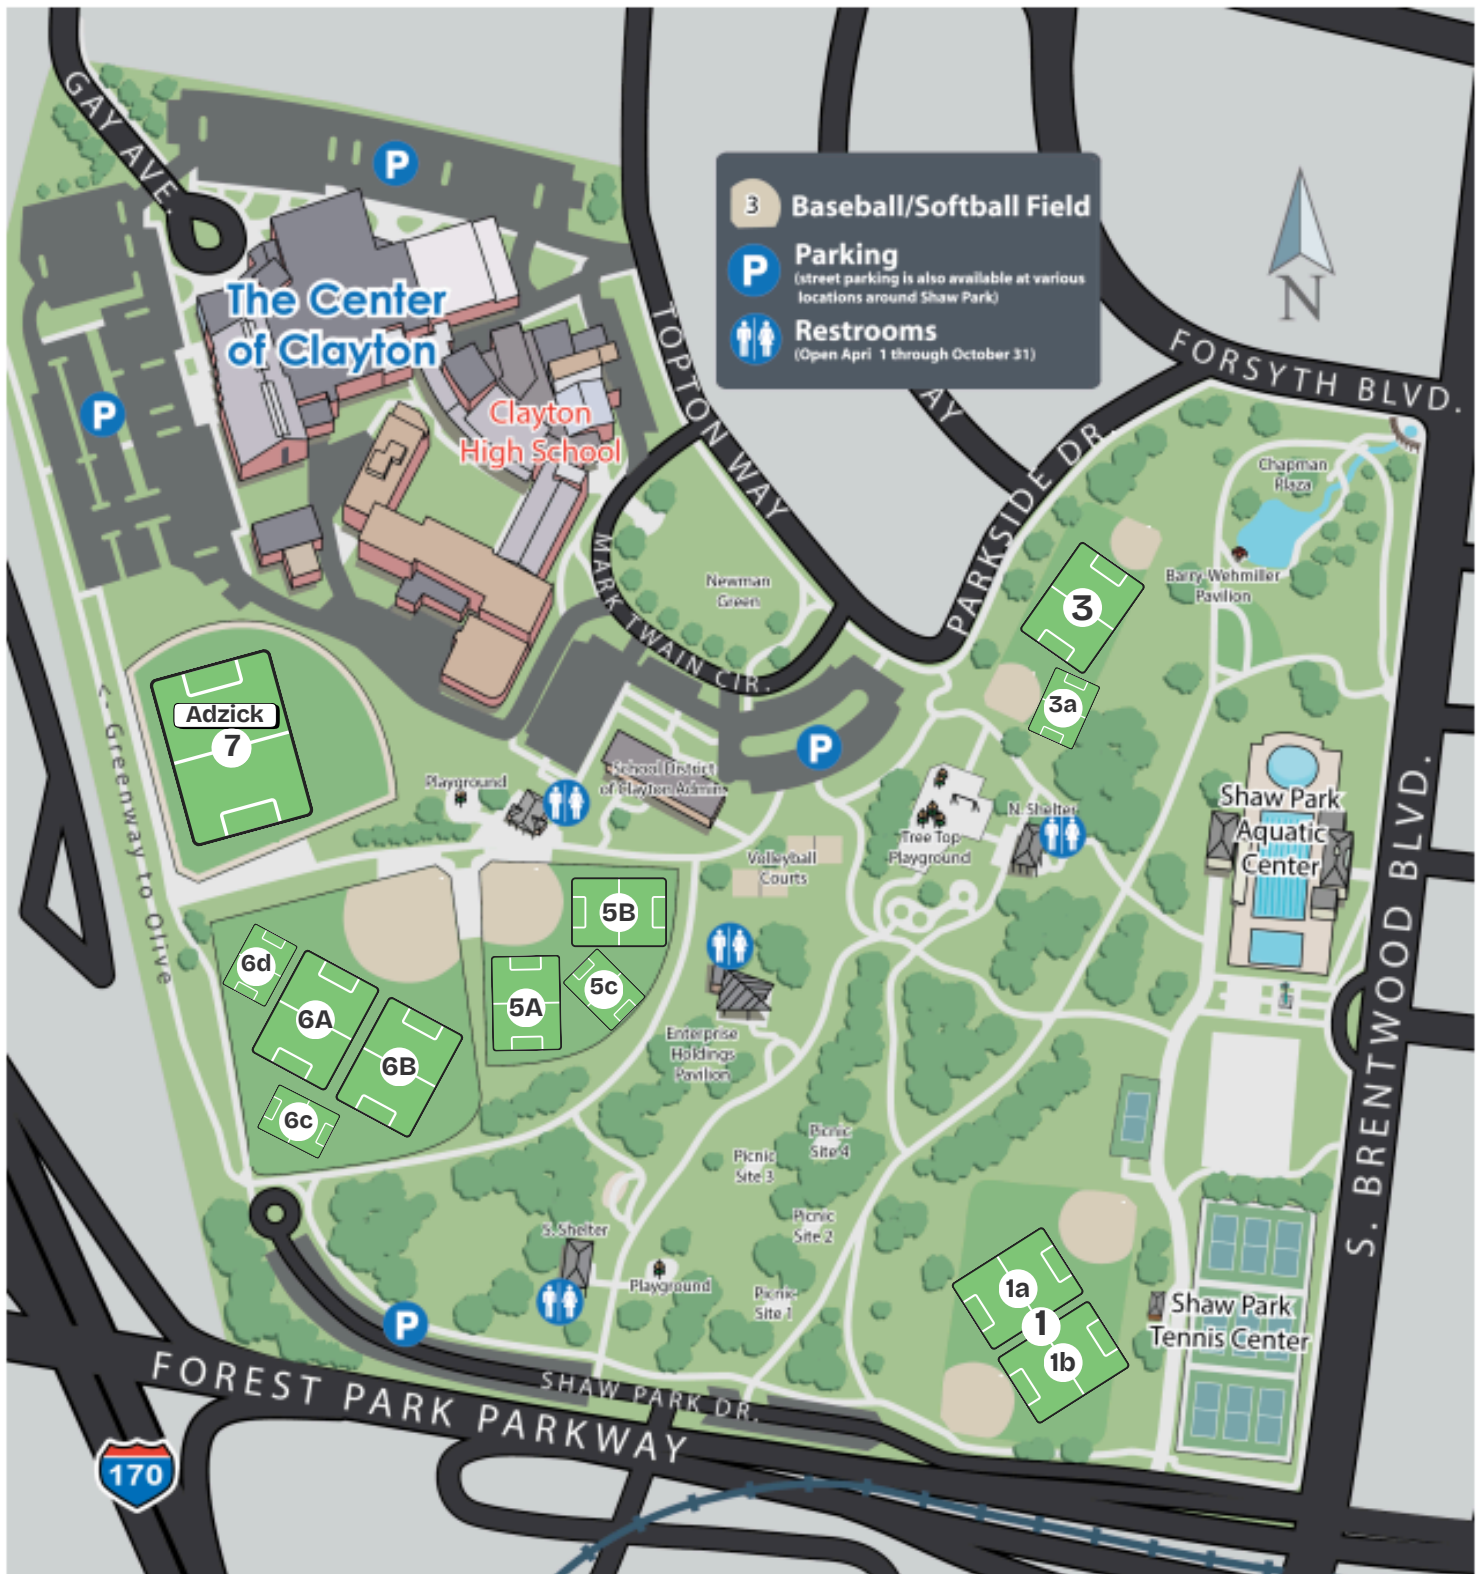 GAY AVE.
P
3 Baseball/Softball Field
P Parking
(street parking is also available at various
locations around Shaw Park)
Restrooms
(Open Apri 1 through October 31)
N
The Center
of Clayton
P
Clayton
High School
TOPTON WAY
WAY
FORSYTH BLVD.
PARKSIDE DR.
Chapman
Plaza
Barry-Wehmiller
Pavilion
MARK TWAIN CIR.
Newman
Green
3
3a
Adzick
7
<-- Greenway to Olive
P
Playground
School District
of Clayton Admin.
N. Shelter
Tree Top
Playground
Volleyball
Courts
Shaw Park
Aquatic
Center
S. BRENTWOOD BLVD.
5B
5A
5c
6d
6A
6B
6c
Enterprise
Holdings
Pavilion
Picnic
Site 4
Picnic
Site 3
Picnic
Site 2
Picnic
Site 1
S. Shelter
Playground
P
1a
1
1b
Shaw Park
Tennis Center
SHAW PARK DR.
FOREST PARK PARKWAY
170